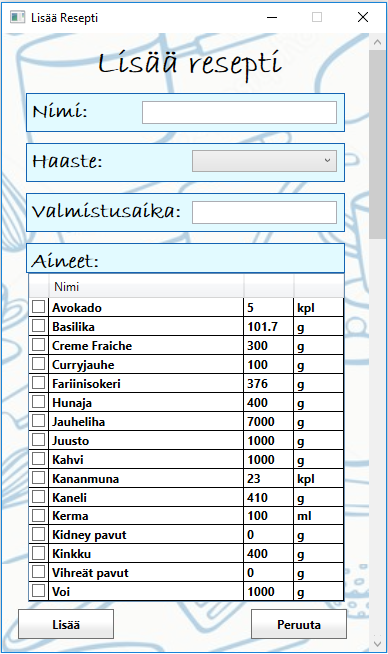 Lisää Resepti
Lisää resepti
Nimi:
Haaste:
Valmistusaika:
Aineet:
Nimi
Avokado 5 kpl
Basilika 101.7 g
Creme Fraiche 300 g
Curryjauhe 100 g
Fariinisokeri 376 g
Hunaja 400 g
Jauheliha 7000 g
Juusto 1000 g
Kahvi 1000 g
Kananmuna 23 kpl
Kaneli 410 g
Kerma 100 ml
Kidney pavut 0 g
Kinkku 400 g
Vihreät pavut 0 g
Voi 1000 g
Lisää Peruuta